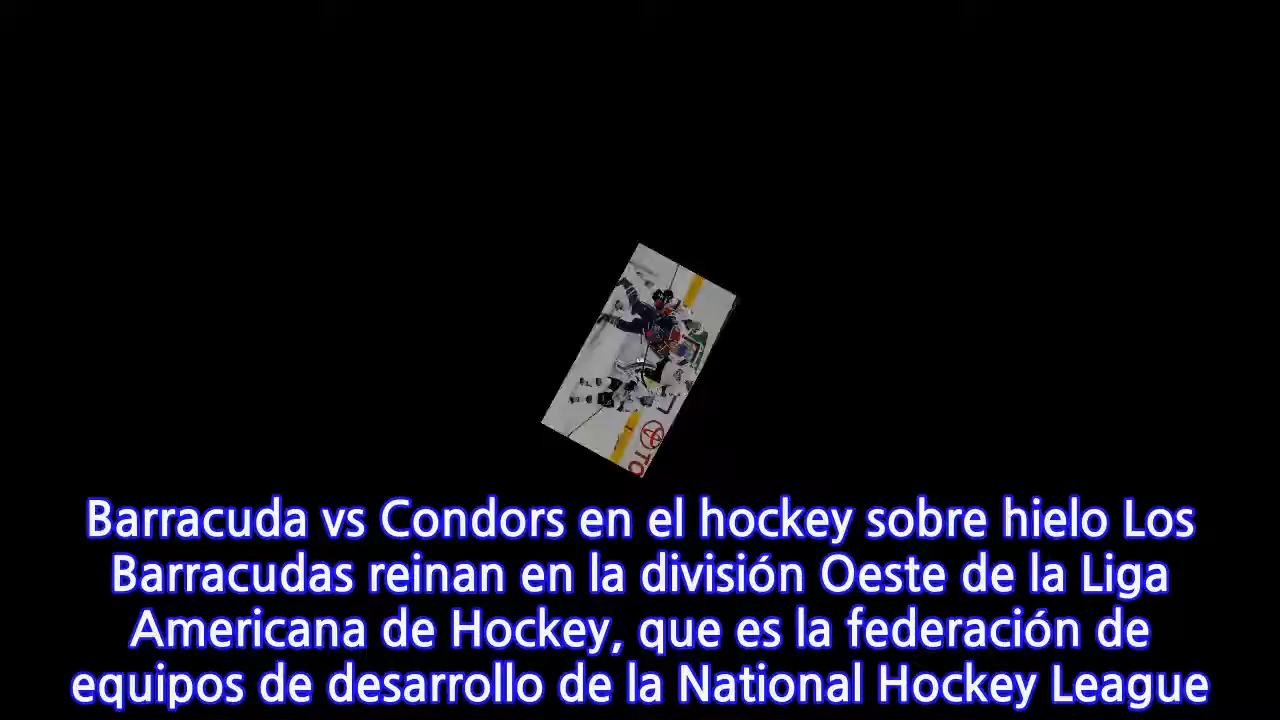 Barracuda vs Condors en el hockey sobre hielo Los
Barracudas reinan en la división Oeste de la Liga
Americana de Hockey, que es la federación de
equipos de desarrollo de la National Hockey League
TO